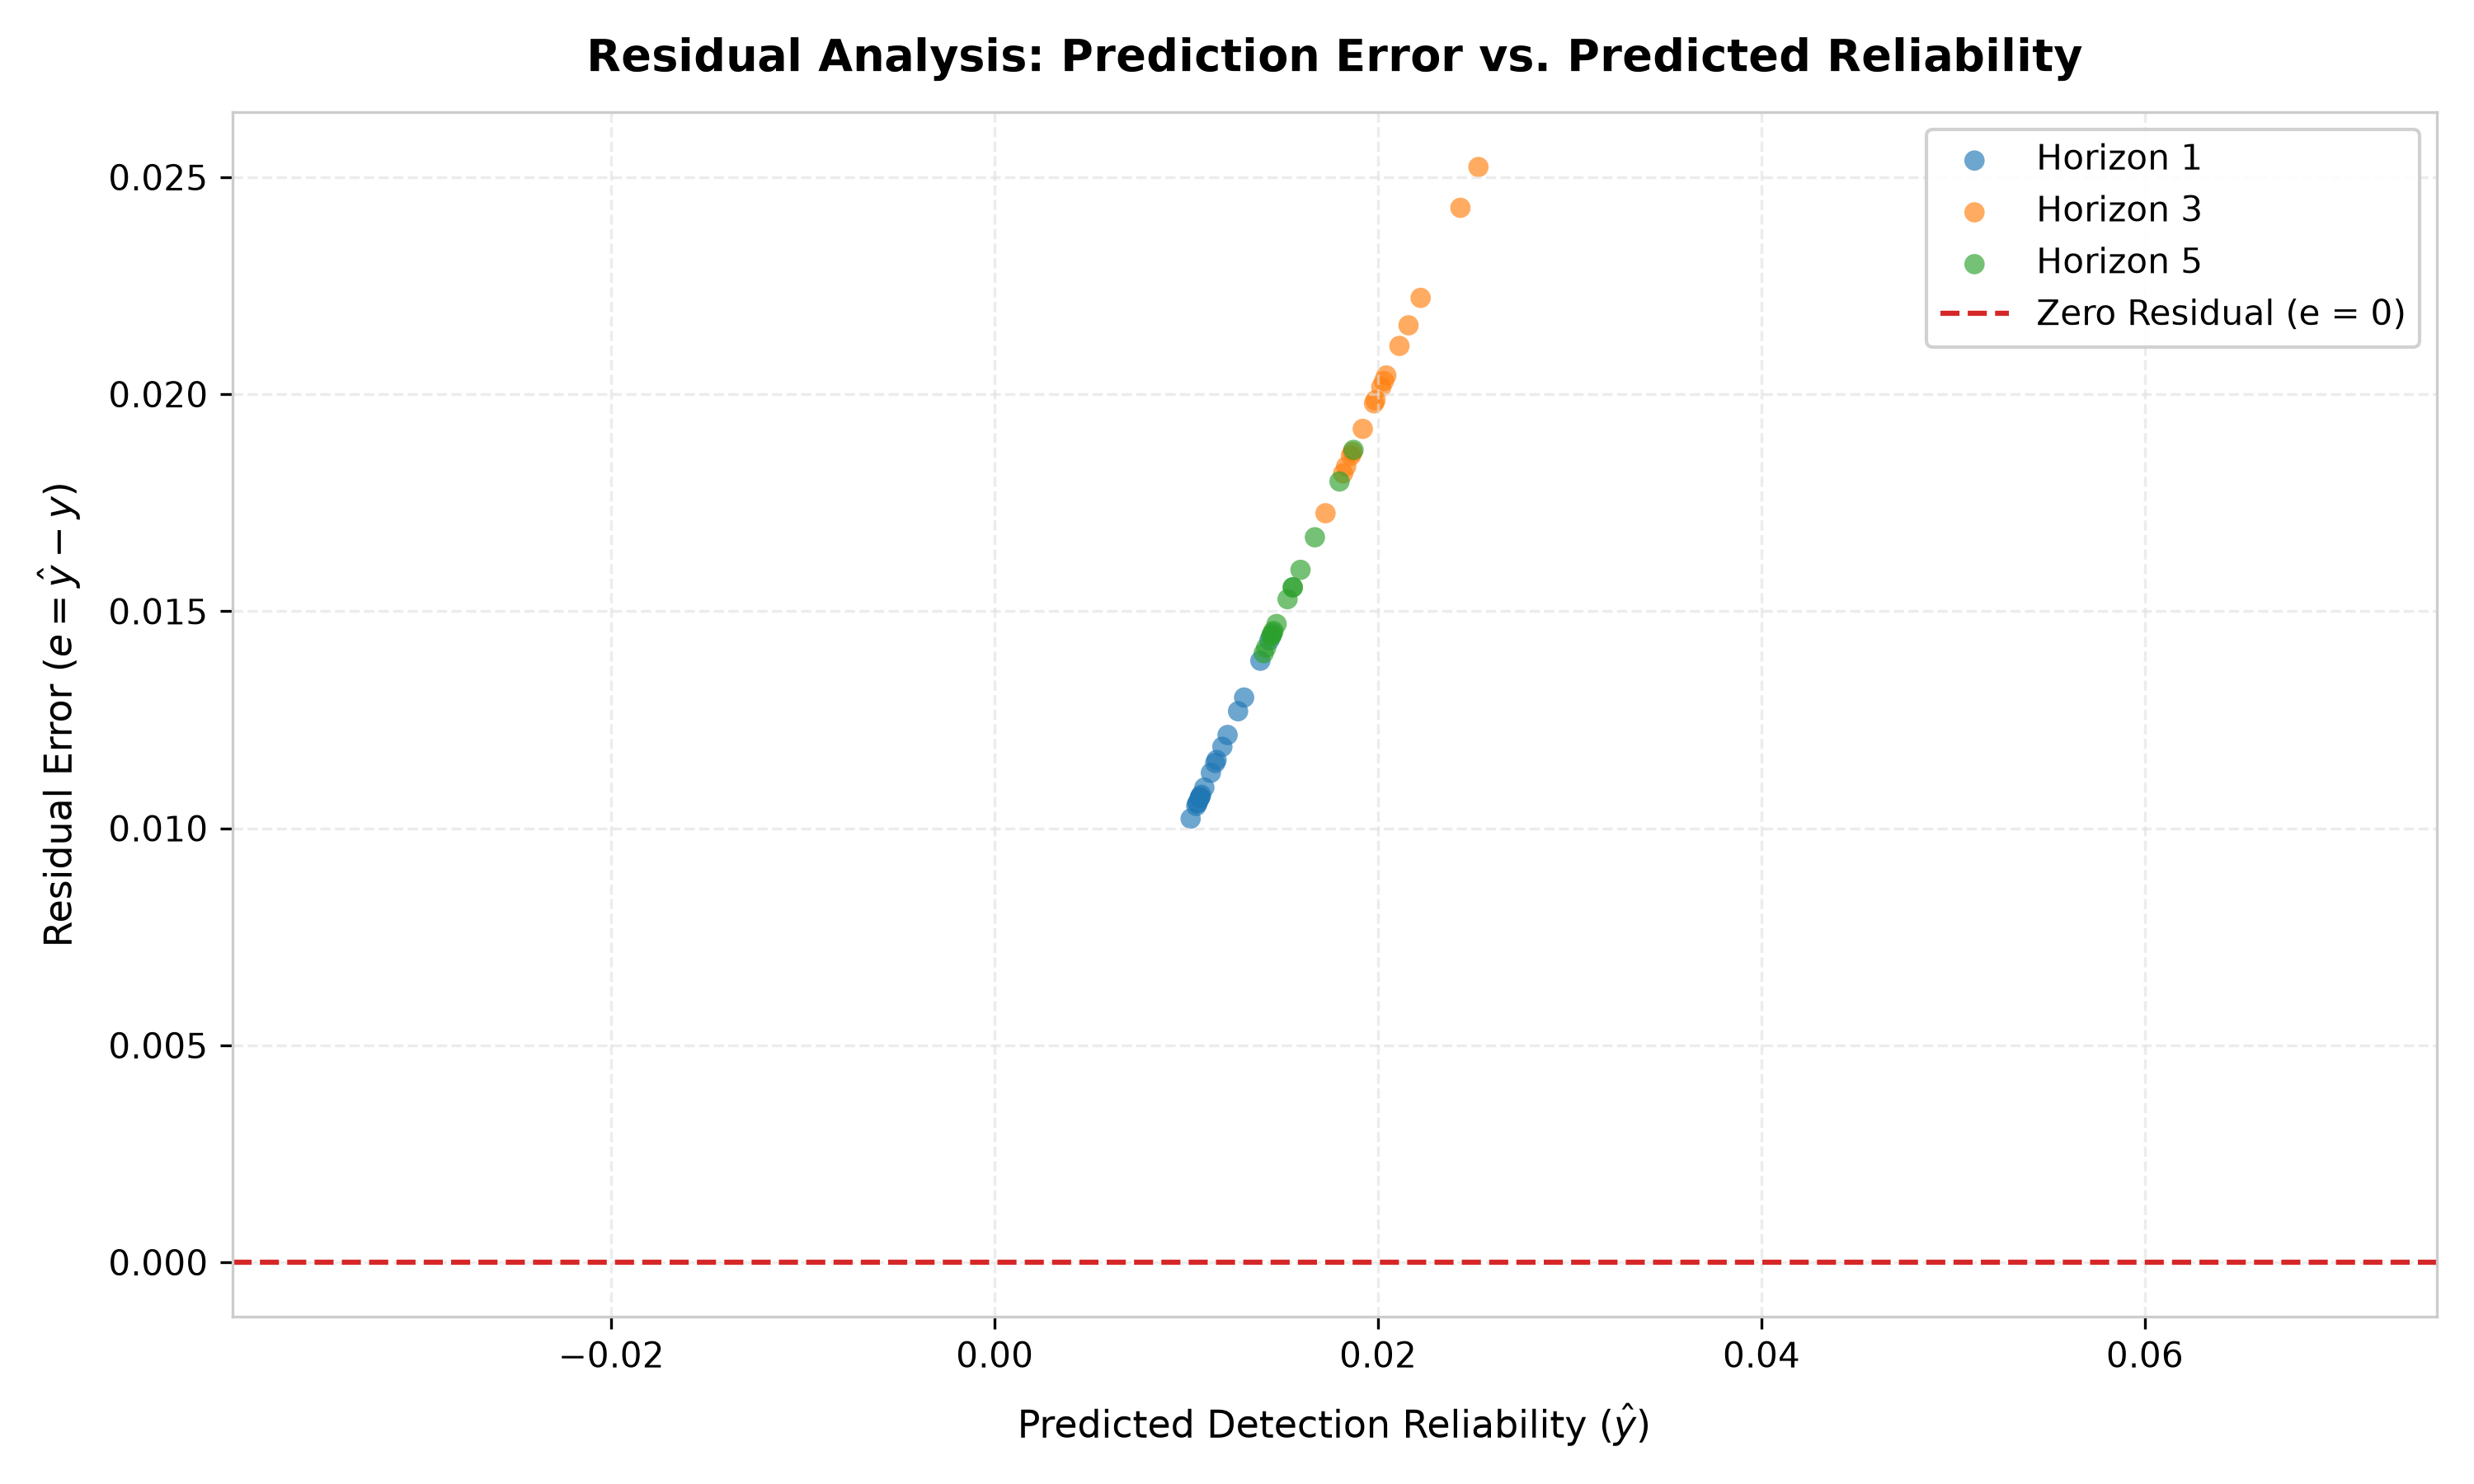 Residual Analysis: Prediction Error vs. Predicted Reliability
Horizon 1
Horizon 3
Horizon 5
Zero Residual (e = 0)
Residual Error (e = ŷ − y)
0.025
0.020
0.015
0.010
0.005
0.000
−0.02
0.00
0.02
0.04
0.06
Predicted Detection Reliability (ŷ)